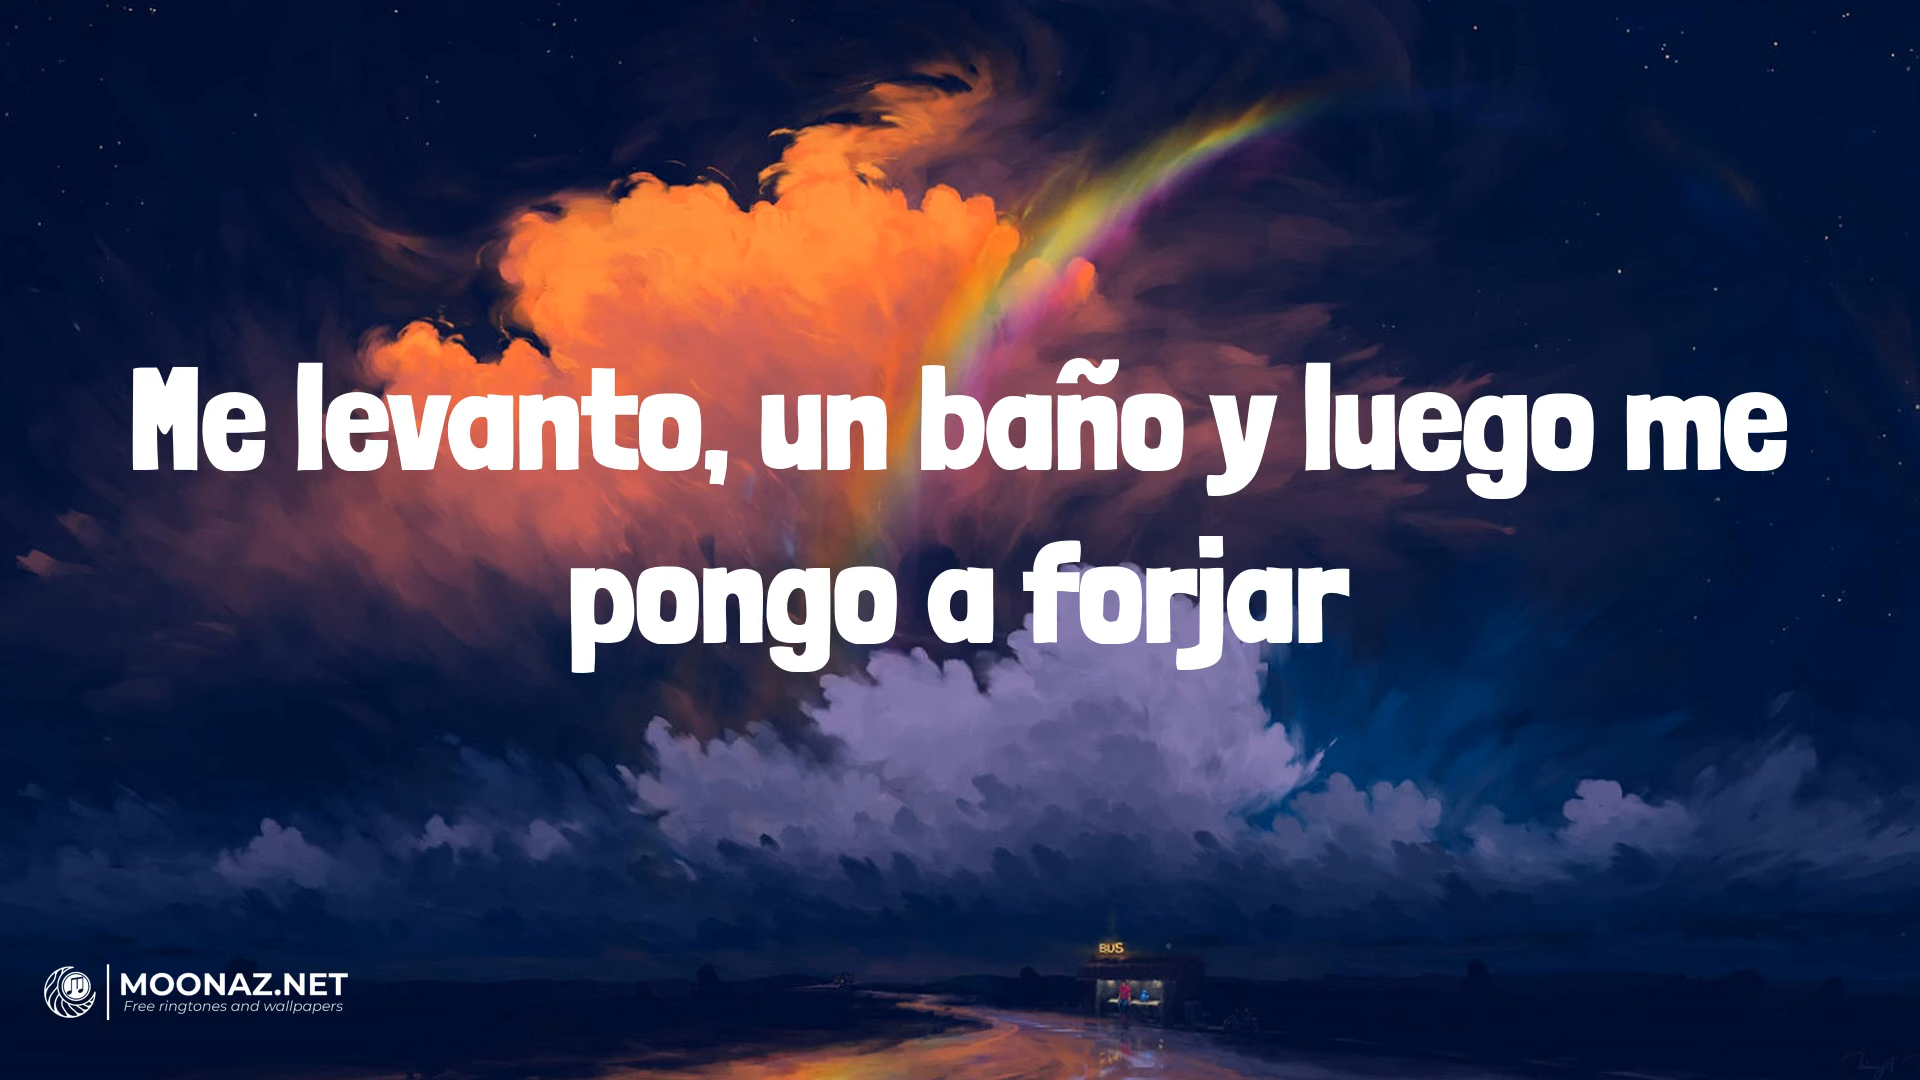 Me levanto, un baño y luego me
pongo a forjar
BUS
MOONAZ.NET
Free ringtones and wallpapers